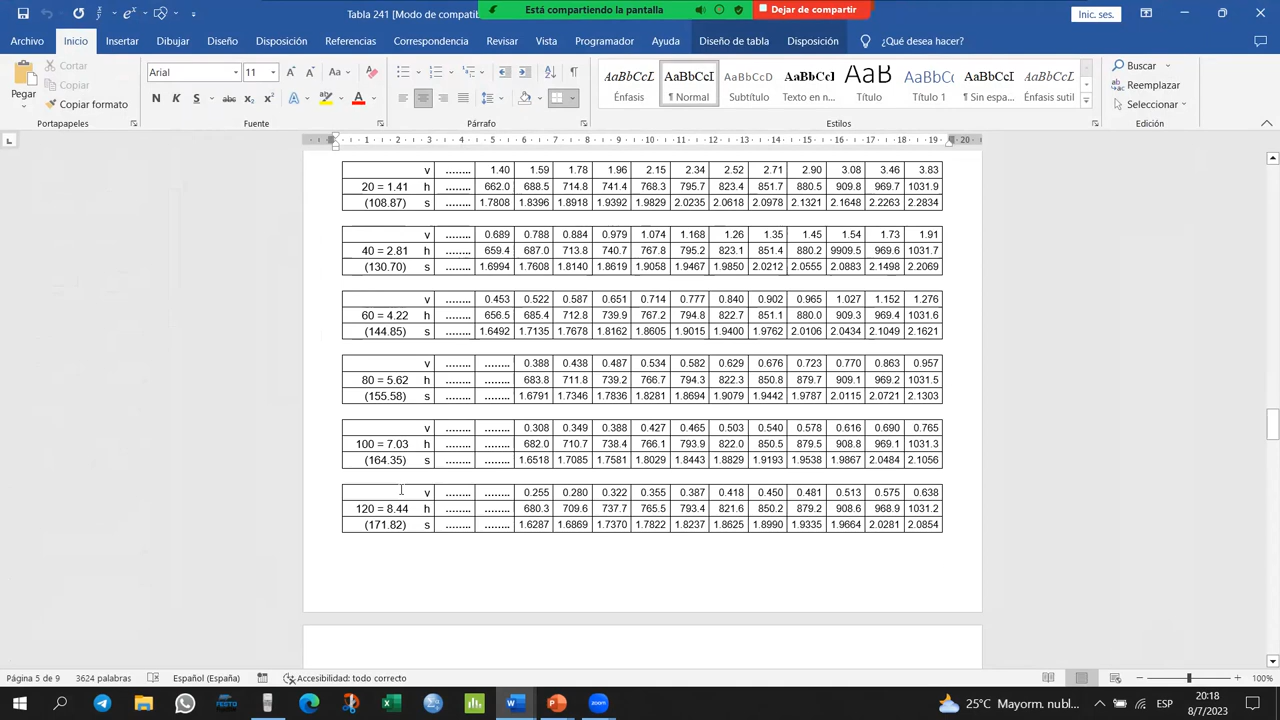 Tabla 241 [Modo de compatib
Está compartiendo la pantalla
Dejar de compartir
Inic. ses.
Archivo Inicio Insertar Dibujar Diseño Disposición Referencias Correspondencia Revisar Vista Programador Ayuda Diseño de tabla Disposición ¿Qué desea hacer?
Pegar
Cortar
Copiar
Copiar formato
Portapapeles
Arial 11
Aa
N K S abc x₂ x²
Fuente
Párrafo
AaBbCcL AaBbCcI AaBbCcD AaBbCcI AaB AaBbC AaBbCcI AaBbCcL
Énfasis ¶ Normal Subtítulo Texto en n... Título Título 1 ¶ Sin espa... Énfasis sutil
Estilos
Buscar
Reemplazar
Seleccionar
Edición
1 2 3 4 5 6 7 8 9 10 11 12 13 14 15 16 17 18 19 20
v ........ 1.40 1.59 1.78 1.96 2.15 2.34 2.52 2.71 2.90 3.08 3.46 3.83
20 = 1.41 h ........ 662.0 688.5 714.8 741.4 768.3 795.7 823.4 851.7 880.5 909.8 969.7 1031.9
(108.87) s ........ 1.7808 1.8396 1.8918 1.9392 1.9829 2.0235 2.0618 2.0978 2.1321 2.1648 2.2263 2.2834
v ........ 0.689 0.788 0.884 0.979 1.074 1.168 1.26 1.35 1.45 1.54 1.73 1.91
40 = 2.81 h ........ 659.4 687.0 713.8 740.7 767.8 795.2 823.1 851.4 880.2 9909.5 969.6 1031.7
(130.70) s ........ 1.6994 1.7608 1.8140 1.8619 1.9058 1.9467 1.9850 2.0212 2.0555 2.0883 2.1498 2.2069
v ........ 0.453 0.522 0.587 0.651 0.714 0.777 0.840 0.902 0.965 1.027 1.152 1.276
60 = 4.22 h ........ 656.5 685.4 712.8 739.9 767.2 794.8 822.7 851.1 880.0 909.3 969.4 1031.6
(144.85) s ........ 1.6492 1.7135 1.7678 1.8162 1.8605 1.9015 1.9400 1.9762 2.0106 2.0434 2.1049 2.1621
v ........ ........ 0.388 0.438 0.487 0.534 0.582 0.629 0.676 0.723 0.770 0.863 0.957
80 = 5.62 h ........ ........ 683.8 711.8 739.2 766.7 794.3 822.3 850.8 879.7 909.1 969.2 1031.5
(155.58) s ........ ........ 1.6791 1.7346 1.7836 1.8281 1.8694 1.9079 1.9442 1.9787 2.0115 2.0721 2.1303
v ........ ........ 0.308 0.349 0.388 0.427 0.465 0.503 0.540 0.578 0.616 0.690 0.765
100 = 7.03 h ........ ........ 682.0 710.7 738.4 766.1 793.9 822.0 850.5 879.5 908.8 969.1 1031.3
(164.35) s ........ ........ 1.6518 1.7085 1.7581 1.8029 1.8443 1.8829 1.9193 1.9538 1.9867 2.0484 2.1056
v ........ ........ 0.255 0.280 0.322 0.355 0.387 0.418 0.450 0.481 0.513 0.575 0.638
120 = 8.44 h ........ ........ 680.3 709.6 737.7 765.5 793.4 821.6 850.2 879.2 908.6 968.9 1031.2
(171.82) s ........ ........ 1.6287 1.6869 1.7370 1.7822 1.8237 1.8625 1.8990 1.9335 1.9664 2.0281 2.0854
Página 5 de 9 3624 palabras Español (España) Accesibilidad: todo correcto 100%
FESTO
25°C Mayorm. nubl... ESP
20:18
8/7/2023